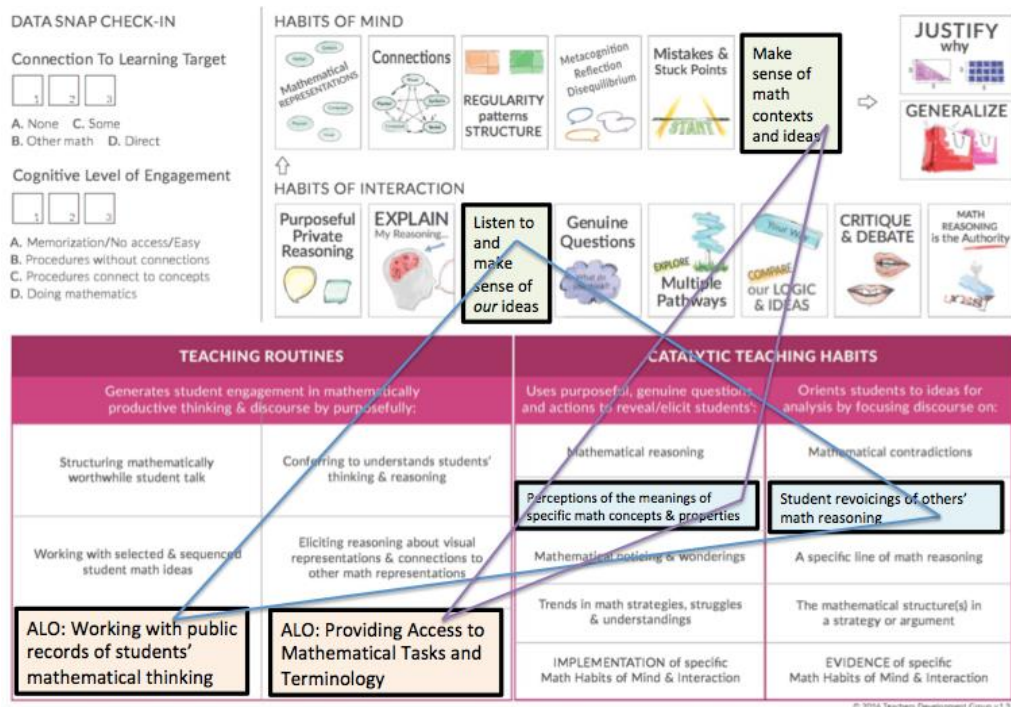 DATA SNAP CHECK-IN
Connection To Learning Target
1 2 3
A. None C. Some
B. Other math D. Direct
Cognitive Level of Engagement
1 2 3
A. Memorization/No access/Easy
B. Procedures without connections
C. Procedures connect to concepts
D. Doing mathematics
HABITS OF MIND
Mathematical
REPRESENTATIONS
Connections
REGULARITY
patterns
STRUCTURE
Metacognition
Reflection
Disequilibrium
Mistakes &
Stuck Points
START
Make
sense of
math
contexts
and ideas
JUSTIFY
why
GENERALIZE
HABITS OF INTERACTION
Purposeful
Private
Reasoning
EXPLAIN
My Reasoning...
Listen to
and
make
sense of
our ideas
Genuine
Questions
What do
EXPLORE
Multiple
Pathways
Your Way
COMPARE
our LOGIC
& IDEAS
CRITIQUE
& DEBATE
MATH
REASONING
is the Authority
TEACHING ROUTINES
Generates student engagement in mathematically
productive thinking & discourse by purposefully:
Structuring mathematically
worthwhile student talk
Conferring to understands students'
thinking & reasoning
Working with selected & sequenced
student math ideas
Eliciting reasoning about visual
representations & connections to
other math representations
ALO: Working with public
records of students'
mathematical thinking
ALO: Providing Access to
Mathematical Tasks and
Terminology
CATALYTIC TEACHING HABITS
Uses purposeful, genuine questions
and actions to reveal/elicit students':
Orients students to ideas for
analysis by focusing discourse on:
Mathematical reasoning
Mathematical contradictions
Perceptions of the meanings of
specific math concepts & properties
Student revoicings of others'
math reasoning
Mathematical noticing & wonderings
A specific line of math reasoning
Trends in math strategies, struggles
& understandings
The mathematical structure(s) in
a strategy or argument
IMPLEMENTATION of specific
Math Habits of Mind & Interaction
EVIDENCE of specific
Math Habits of Mind & Interaction
© 2016 Teachers Development Group